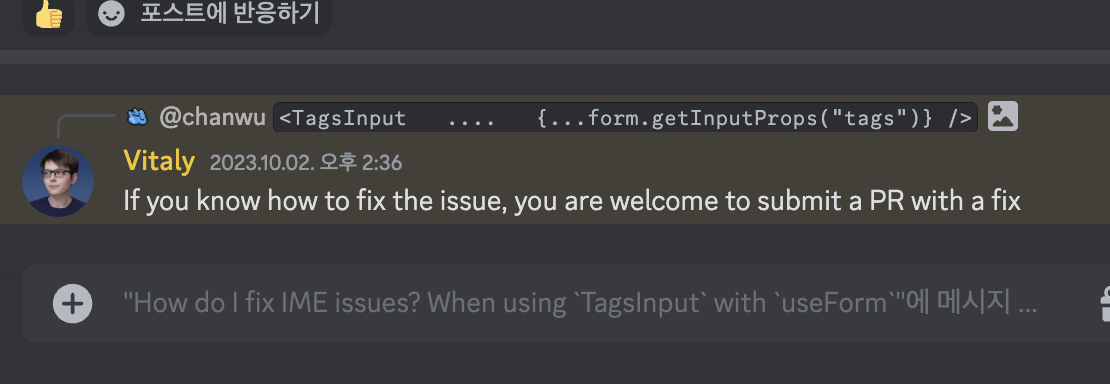 포스트에 반응하기
@chanwu <TagsInput .... {...form.getInputProps("tags")} />
Vitaly 2023.10.02. 오후 2:36
If you know how to fix the issue, you are welcome to submit a PR with a fix
"How do I fix IME issues? When using `TagsInput` with `useForm`"에 메시지 ...